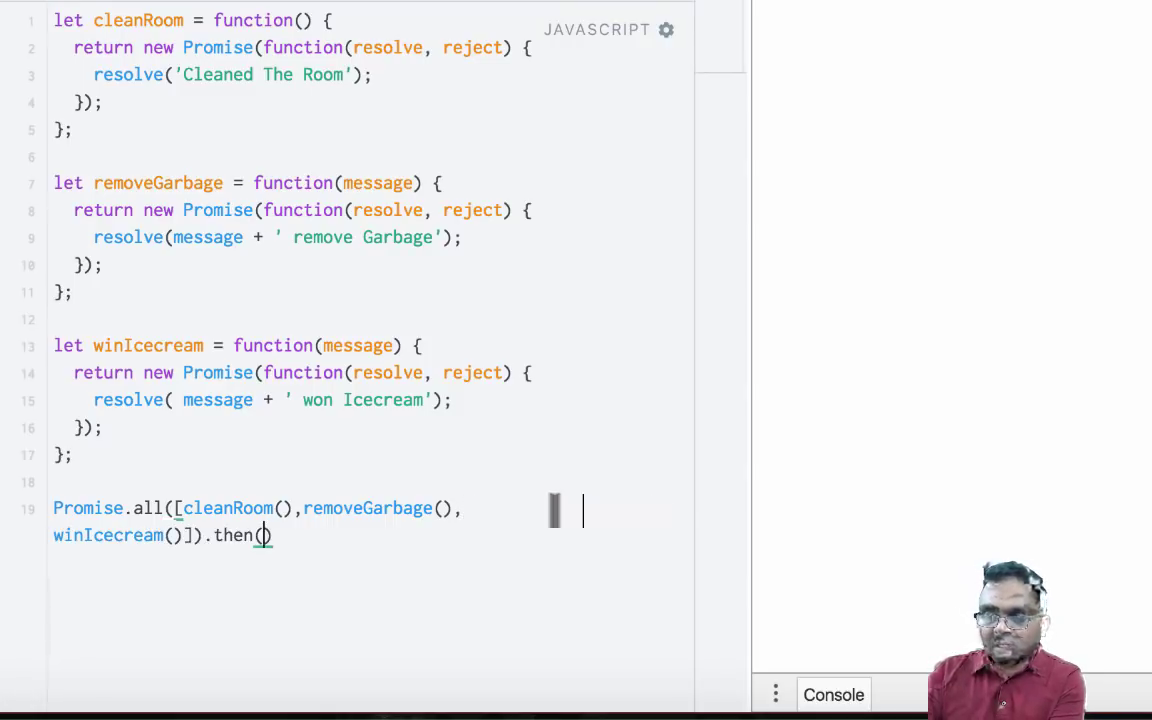 1 let cleanRoom = function() {
JAVASCRIPT
2 return new Promise(function(resolve, reject) {
3 resolve('Cleaned The Room');
4 });
5 };
6
7 let removeGarbage = function(message) {
8 return new Promise(function(resolve, reject) {
9 resolve(message + ' remove Garbage');
10 });
11 };
12
13 let winIcecream = function(message) {
14 return new Promise(function(resolve, reject) {
15 resolve( message + ' won Icecream');
16 });
17 };
18
19 Promise.all([cleanRoom(),removeGarbage(),
winIcecream()]).then()
Console